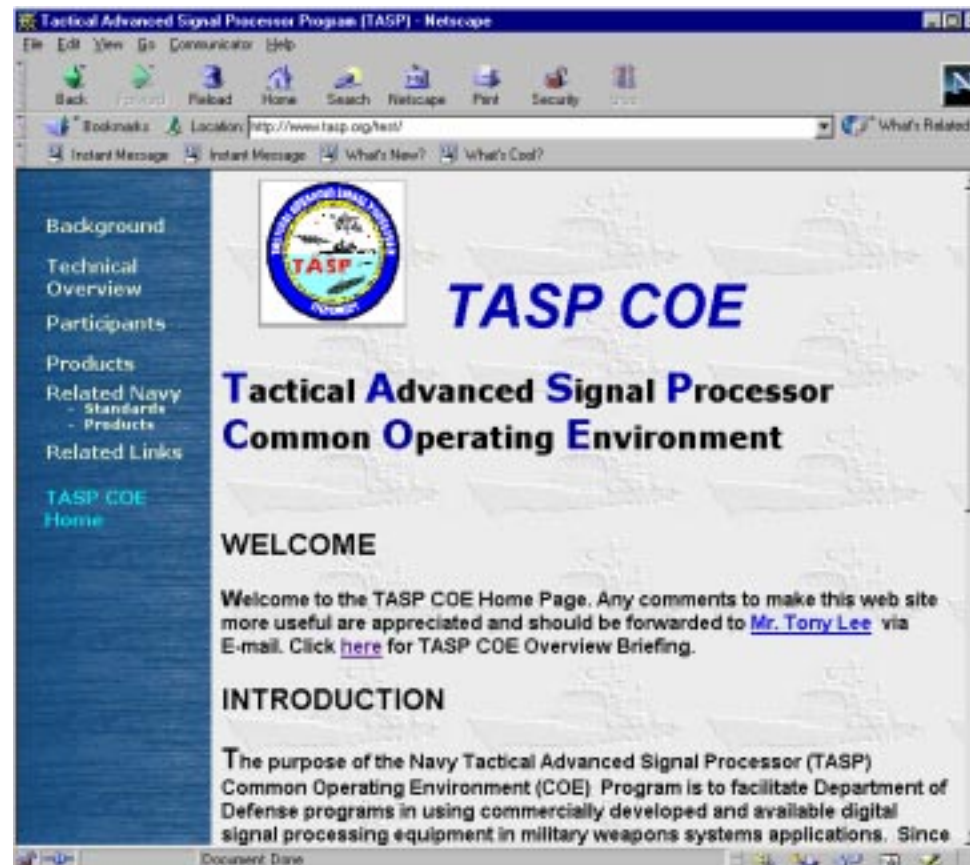 Tactical Advanced Signal Processor Program (TASP) - Netscape
File Edit View Go Communicator Help
Back Forward Reload Home Search Netscape Print Security
Bookmarks Location: http://www.tasp.org/test/ What's Related
Instant Message Instant Message What's New? What's Cool?
Background
Technical
Overview
Participants
Products
Related Navy
- Standards
- Products
Related Links
TASP COE
Home
TASP
TASP COE
Tactical Advanced Signal Processor
Common Operating Environment
WELCOME
Welcome to the TASP COE Home Page. Any comments to make this web site
more useful are appreciated and should be forwarded to Mr. Tony Lee via
E-mail. Click here for TASP COE Overview Briefing.
INTRODUCTION
The purpose of the Navy Tactical Advanced Signal Processor (TASP)
Common Operating Environment (COE) Program is to facilitate Department of
Defense programs in using commercially developed and available digital
signal processing equipment in military weapons systems applications. Since
Document Done